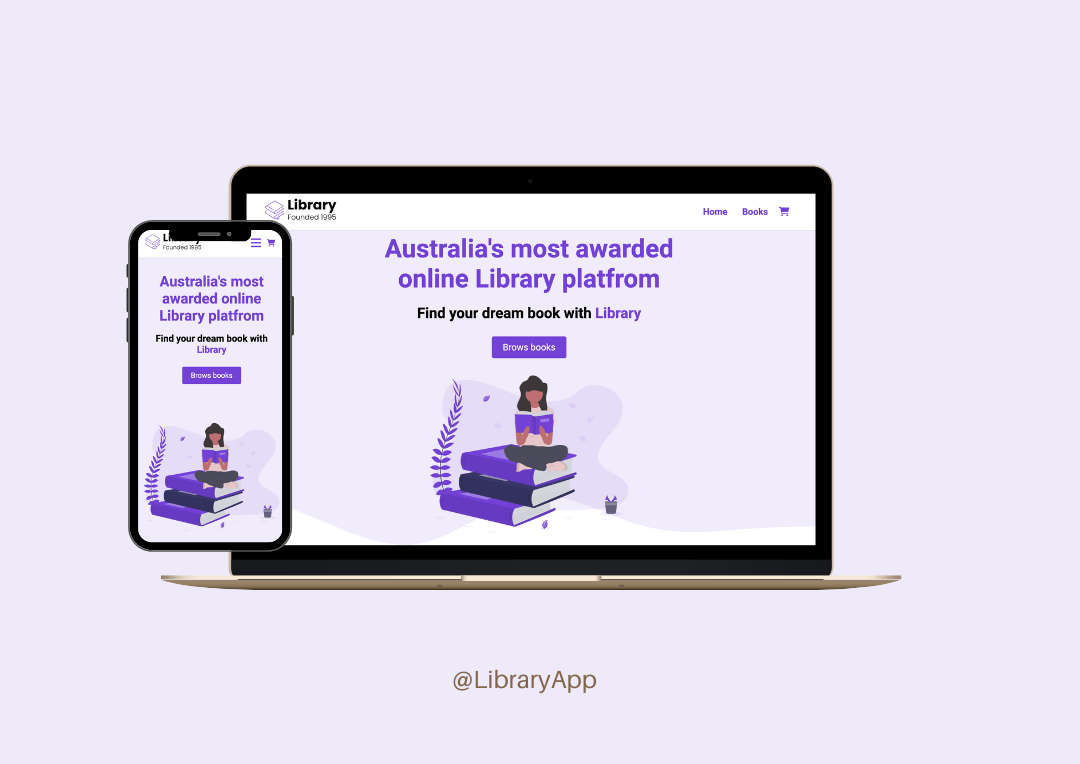 Library
Founded 1995
Home Books
Australia's most awarded
online Library platfrom
Find your dream book with Library
Brows books
Founded 1995
Australia's most
awarded online
Library platfrom
Find your dream book with
Library
Brows books
@LibraryApp